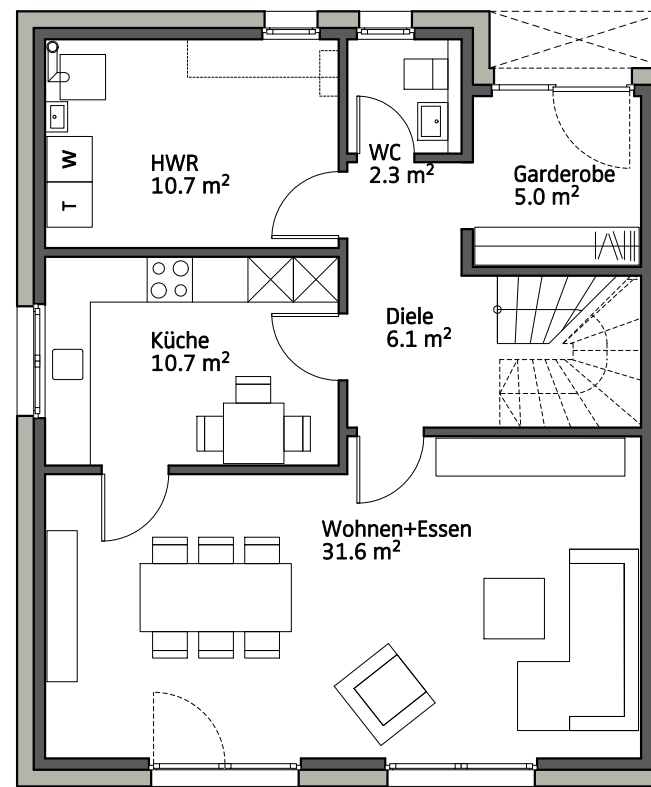 WC
2.3 m²
HWR
10.7 m²
Garderobe
5.0 m²
W
T
Diele
6.1 m²
Küche
10.7 m²
Wohnen+Essen
31.6 m²